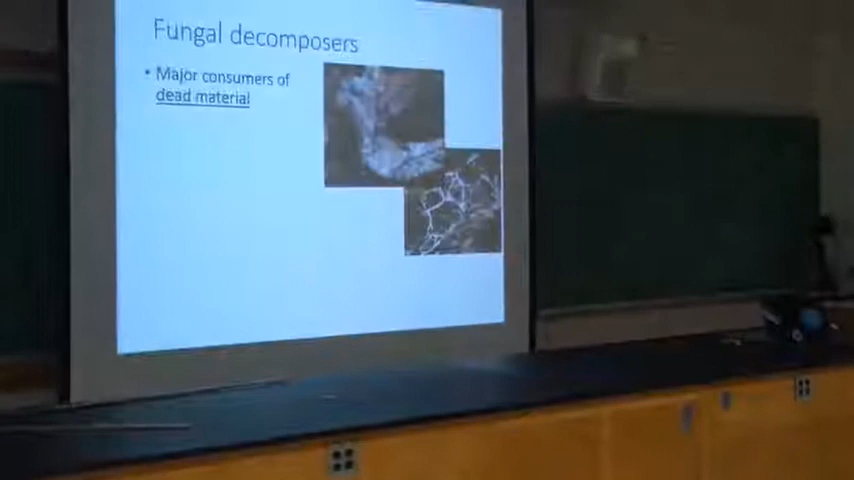 Fungal decomposers
• Major consumers of
dead material